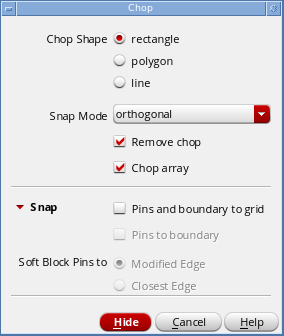 Chop
Chop Shape rectangle
polygon
line
Snap Mode orthogonal
Remove chop
Chop array
Snap Pins and boundary to grid
Pins to boundary
Soft Block Pins to Modified Edge
Closest Edge
Hide Cancel Help